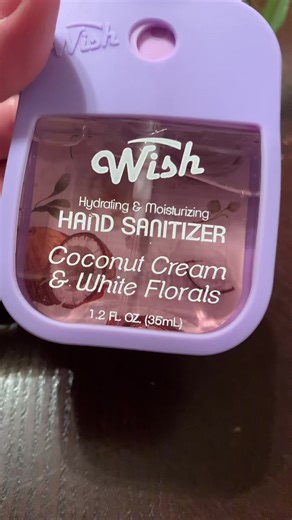 Wish
Wish
Hydrating & Moisturizing
HAND SANITIZER
Coconut Cream
& White Florals
1.2 FL. OZ. (35mL)